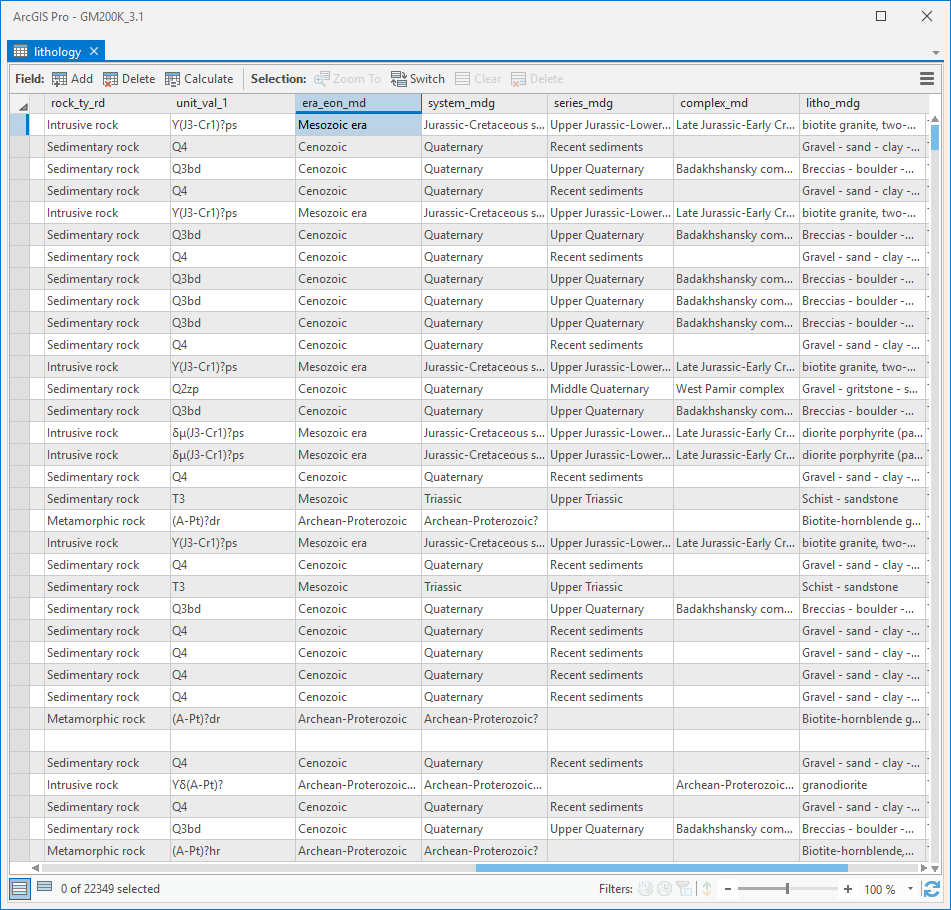 ArcGIS Pro - GM200K_3.1
lithology
Field: Add Delete Calculate Selection: Zoom To Switch Clear Delete
rock_ty_rd unit_val_1 era_eon_md system_mdg series_mdg complex_md litho_mdg
Intrusive rock Υ(J3-Cr1)?ps Mesozoic era Jurassic-Cretaceous s... Upper Jurassic-Lower... Late Jurassic-Early Cr... biotite granite, two-...
Sedimentary rock Q4 Cenozoic Quaternary Recent sediments Gravel - sand - clay -...
Sedimentary rock Q3bd Cenozoic Quaternary Upper Quaternary Badakhshansky com... Breccias - boulder -...
Sedimentary rock Q4 Cenozoic Quaternary Recent sediments Gravel - sand - clay -...
Intrusive rock Υ(J3-Cr1)?ps Mesozoic era Jurassic-Cretaceous s... Upper Jurassic-Lower... Late Jurassic-Early Cr... biotite granite, two-...
Sedimentary rock Q3bd Cenozoic Quaternary Upper Quaternary Badakhshansky com... Breccias - boulder -...
Sedimentary rock Q4 Cenozoic Quaternary Recent sediments Gravel - sand - clay -...
Sedimentary rock Q3bd Cenozoic Quaternary Upper Quaternary Badakhshansky com... Breccias - boulder -...
Sedimentary rock Q3bd Cenozoic Quaternary Upper Quaternary Badakhshansky com... Breccias - boulder -...
Sedimentary rock Q3bd Cenozoic Quaternary Upper Quaternary Badakhshansky com... Breccias - boulder -...
Sedimentary rock Q4 Cenozoic Quaternary Recent sediments Gravel - sand - clay -...
Intrusive rock Υ(J3-Cr1)?ps Mesozoic era Jurassic-Cretaceous s... Upper Jurassic-Lower... Late Jurassic-Early Cr... biotite granite, two-...
Sedimentary rock Q2zp Cenozoic Quaternary Middle Quaternary West Pamir complex Gravel - gritstone - s...
Sedimentary rock Q3bd Cenozoic Quaternary Upper Quaternary Badakhshansky com... Breccias - boulder -...
Intrusive rock δμ(J3-Cr1)?ps Mesozoic era Jurassic-Cretaceous s... Upper Jurassic-Lower... Late Jurassic-Early Cr... diorite porphyrite (pa...
Intrusive rock δμ(J3-Cr1)?ps Mesozoic era Jurassic-Cretaceous s... Upper Jurassic-Lower... Late Jurassic-Early Cr... diorite porphyrite (pa...
Sedimentary rock Q4 Cenozoic Quaternary Recent sediments Gravel - sand - clay -...
Sedimentary rock T3 Mesozoic Triassic Upper Triassic Schist - sandstone
Metamorphic rock (A-Pt)?dr Archean-Proterozoic Archean-Proterozoic? Biotite-hornblende g...
Intrusive rock Υ(J3-Cr1)?ps Mesozoic era Jurassic-Cretaceous s... Upper Jurassic-Lower... Late Jurassic-Early Cr... biotite granite, two-...
Sedimentary rock Q4 Cenozoic Quaternary Recent sediments Gravel - sand - clay -...
Sedimentary rock T3 Mesozoic Triassic Upper Triassic Schist - sandstone
Sedimentary rock Q3bd Cenozoic Quaternary Upper Quaternary Badakhshansky com... Breccias - boulder -...
Sedimentary rock Q4 Cenozoic Quaternary Recent sediments Gravel - sand - clay -...
Sedimentary rock Q4 Cenozoic Quaternary Recent sediments Gravel - sand - clay -...
Sedimentary rock Q4 Cenozoic Quaternary Recent sediments Gravel - sand - clay -...
Sedimentary rock Q4 Cenozoic Quaternary Recent sediments Gravel - sand - clay -...
Metamorphic rock (A-Pt)?dr Archean-Proterozoic Archean-Proterozoic? Biotite-hornblende g...
Sedimentary rock Q4 Cenozoic Quaternary Recent sediments Gravel - sand - clay -...
Intrusive rock Υδ(A-Pt)? Archean-Proterozoic... Archean-Proterozoic... Archean-Proterozoic... granodiorite
Sedimentary rock Q4 Cenozoic Quaternary Recent sediments Gravel - sand - clay -...
Sedimentary rock Q3bd Cenozoic Quaternary Upper Quaternary Badakhshansky com... Breccias - boulder -...
Metamorphic rock (A-Pt)?hr Archean-Proterozoic Archean-Proterozoic? Biotite-hornblende,...
0 of 22349 selected Filters: 100 %